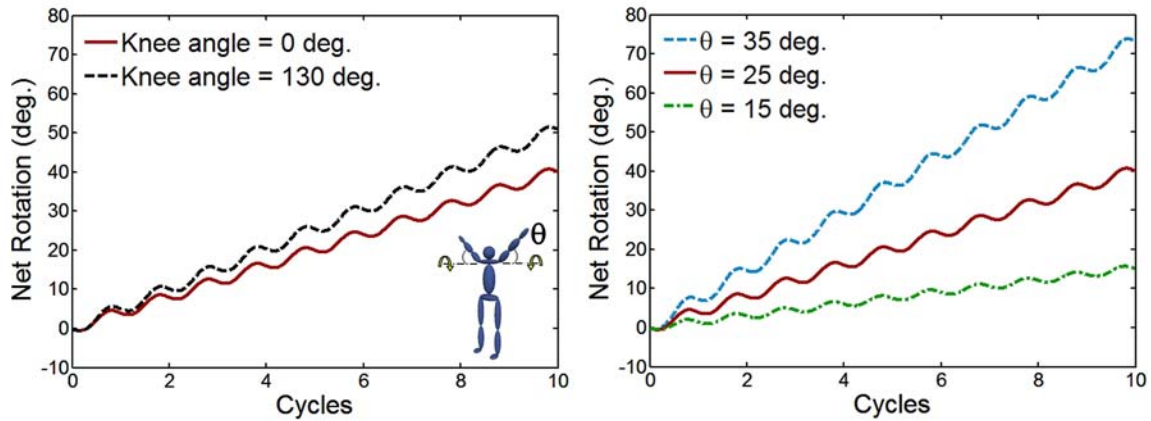 80
70
60
50
40
30
20
10
0
-10
Net Rotation (deg.)
Knee angle = 0 deg.
Knee angle = 130 deg.
θ
0 2 4 6 8 10
Cycles
80
70
60
50
40
30
20
10
0
-10
Net Rotation (deg.)
θ = 35 deg.
θ = 25 deg.
θ = 15 deg.
0 2 4 6 8 10
Cycles